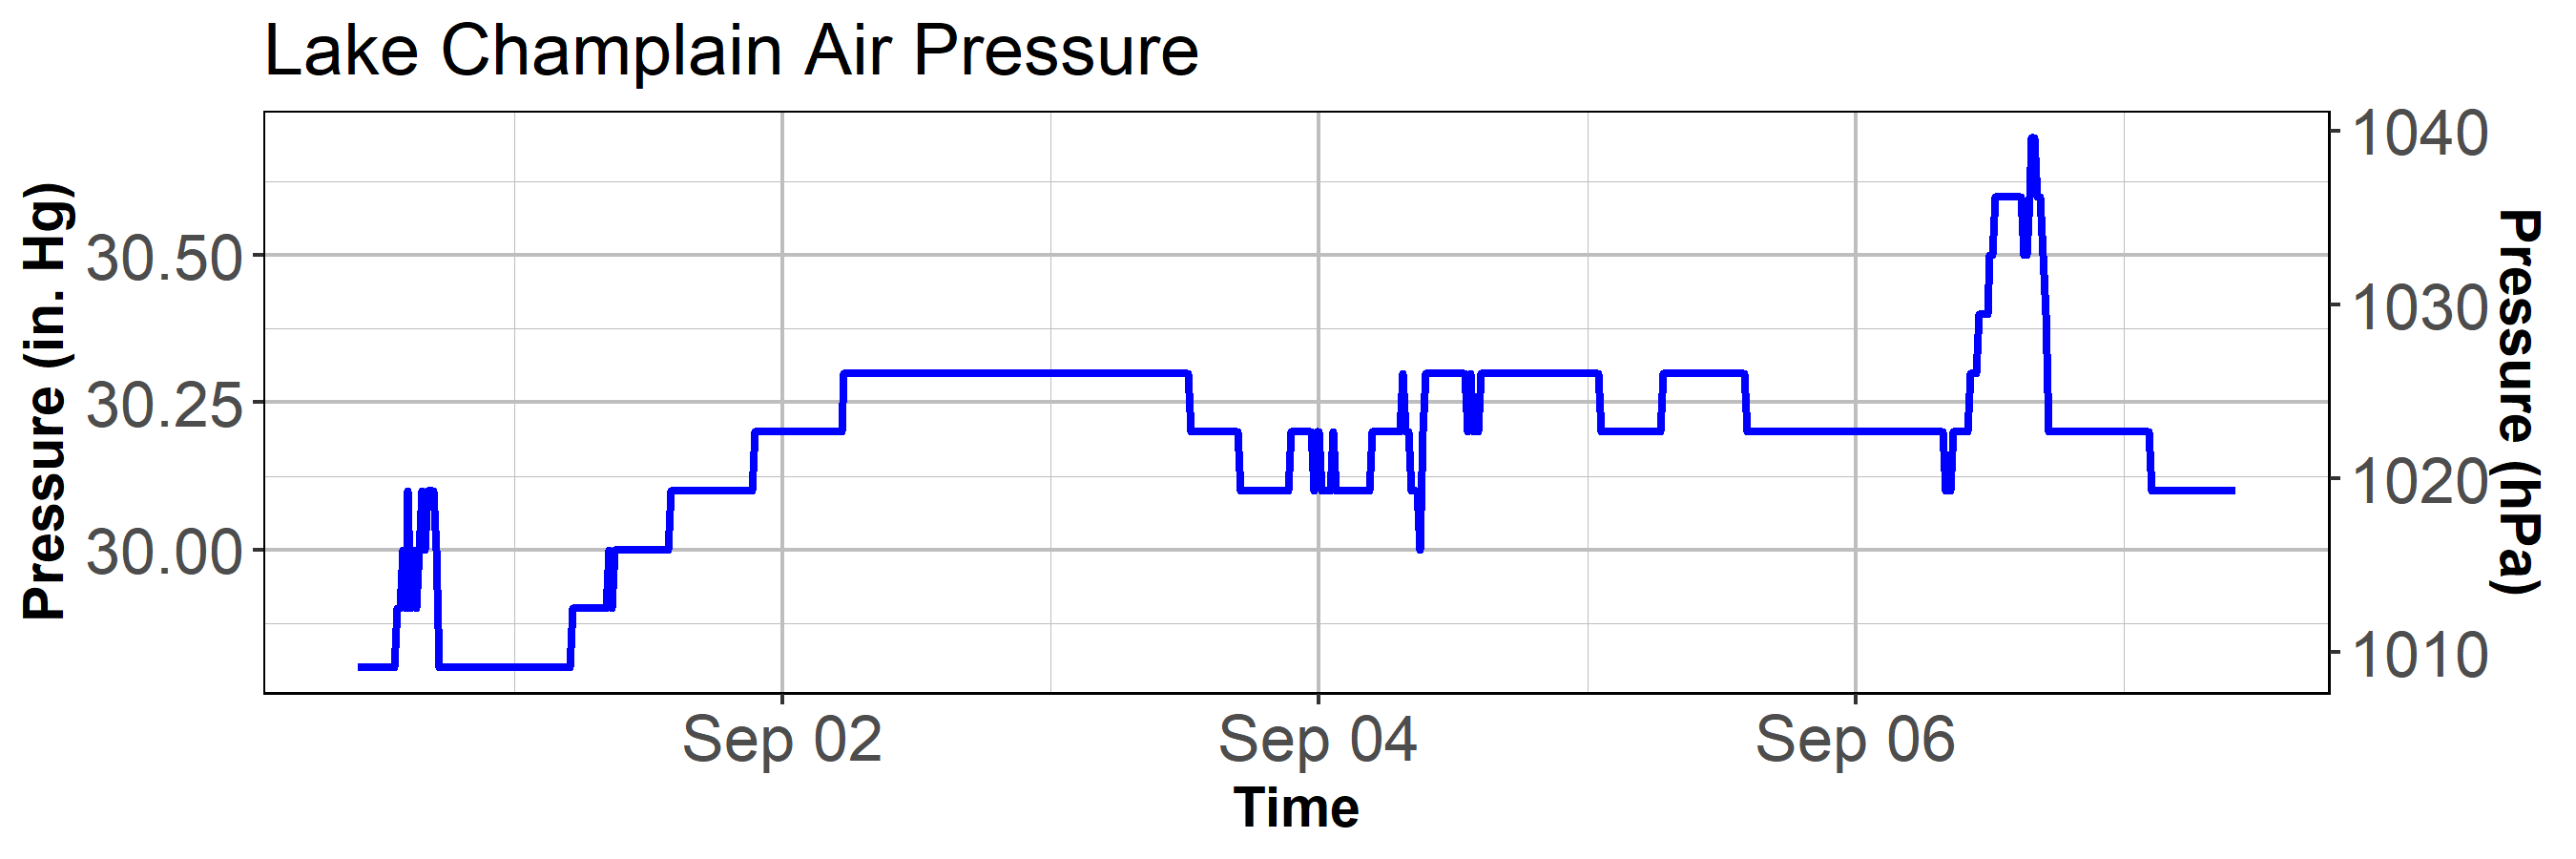 Lake Champlain Air Pressure
Pressure (in. Hg)
30.50
30.25
30.00
1040
1030
1020
1010
Pressure (hPa)
Sep 02
Sep 04
Sep 06
Time